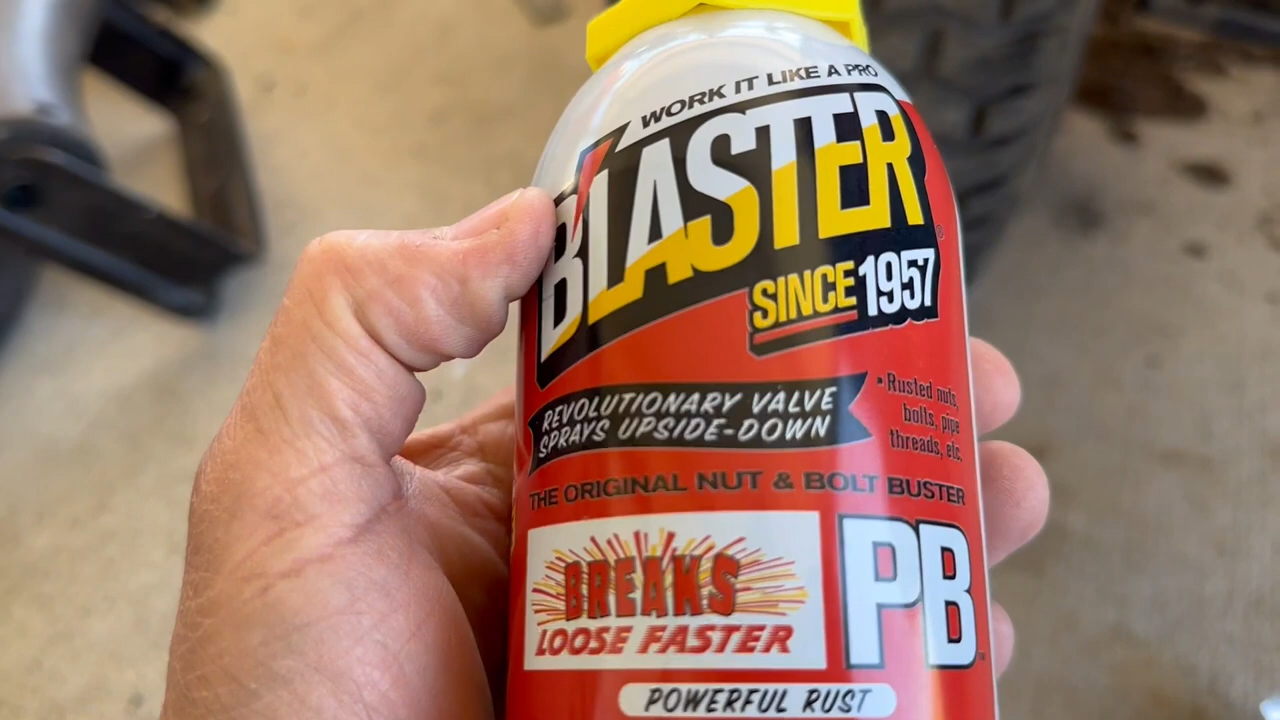 WORK IT LIKE A PRO
B'LASTER
SINCE 1957
REVOLUTIONARY VALVE
SPRAYS UPSIDE-DOWN
▪ Rusted nuts,
bolts, pipe
threads, etc.
THE ORIGINAL NUT & BOLT BUSTER
BREAKS
LOOSE FASTER
PB
POWERFUL RUST